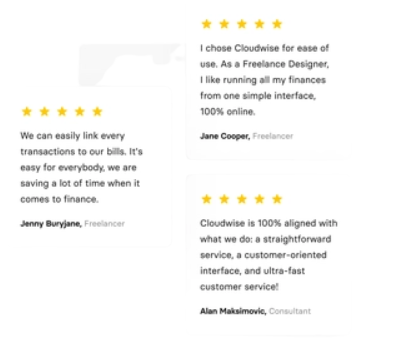 We can easily link every
transactions to our bills. It's
easy for everybody, we are
saving a lot of time when it
comes to finance.
Jenny Buryjane, Freelancer
I chose Cloudwise for ease of
use. As a Freelance Designer,
I like running all my finances
from one simple interface,
100% online.
Jane Cooper, Freelancer
Cloudwise is 100% aligned with
what we do: a straightforward
service, a customer-oriented
interface, and ultra-fast
customer service!
Alan Maksimovic, Consultant